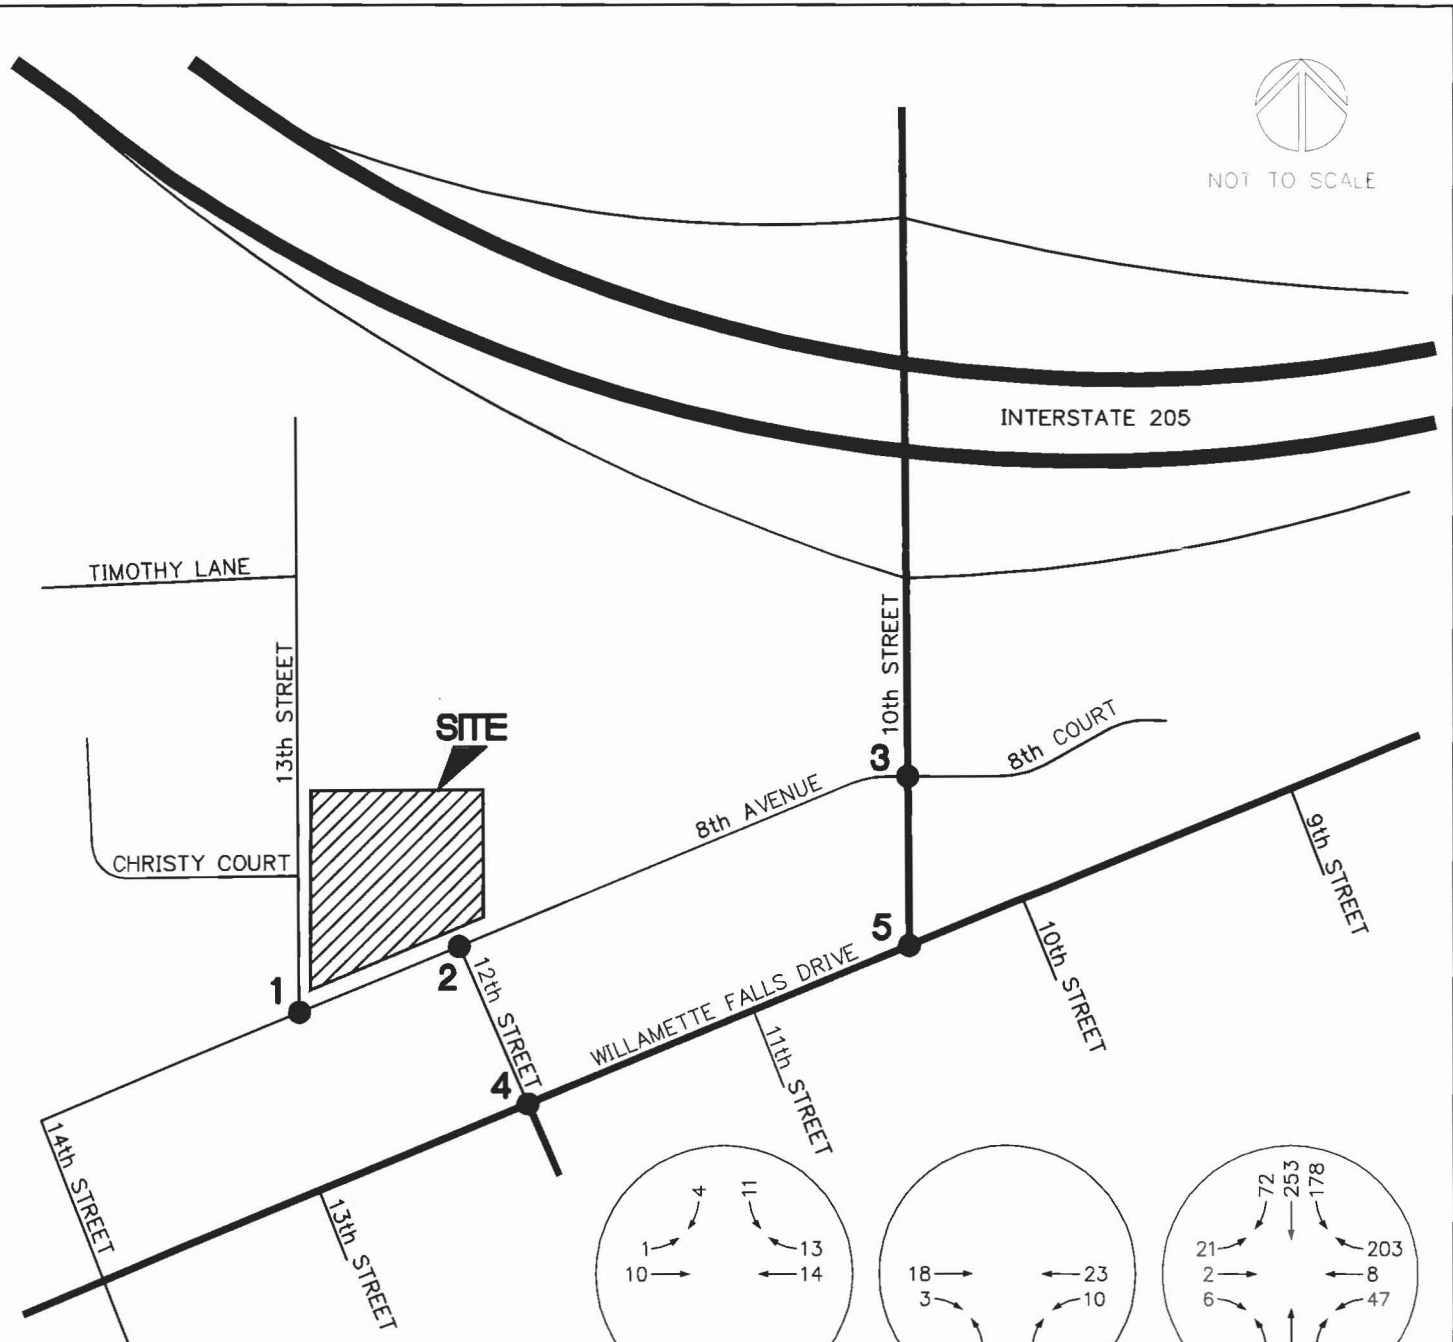 NOT TO SCALE
INTERSTATE 205
TIMOTHY LANE
13th STREET
10th STREET
SITE
8th COURT
3
8th AVENUE
CHRISTY COURT
9th STREET
5
10th STREET
2
1
12th STREET
WILLAMETTE FALLS DRIVE
11th STREET
4
14th STREET
13th STREET
4 11
1 13
10 14
18 23
3 10
72 253 178
21 203
2 8
6 47